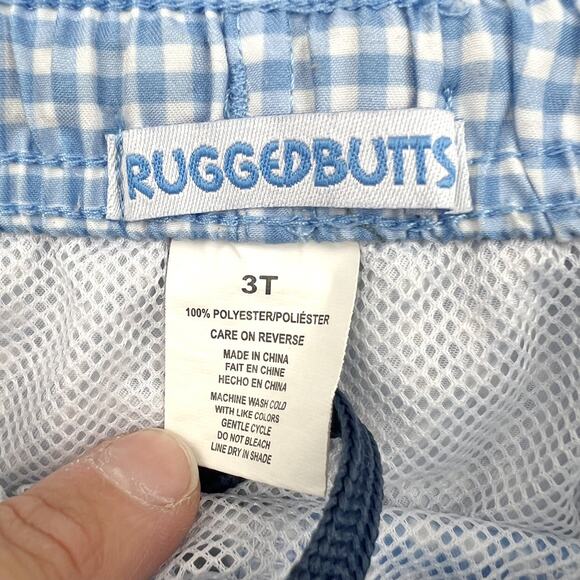 RUGGEDBUTTS
3T
100% POLYESTER/POLIÉSTER
CARE ON REVERSE
MADE IN CHINA
FAIT EN CHINE
HECHO EN CHINA
MACHINE WASH COLD
WITH LIKE COLORS
GENTLE CYCLE
DO NOT BLEACH
LINE DRY IN SHADE